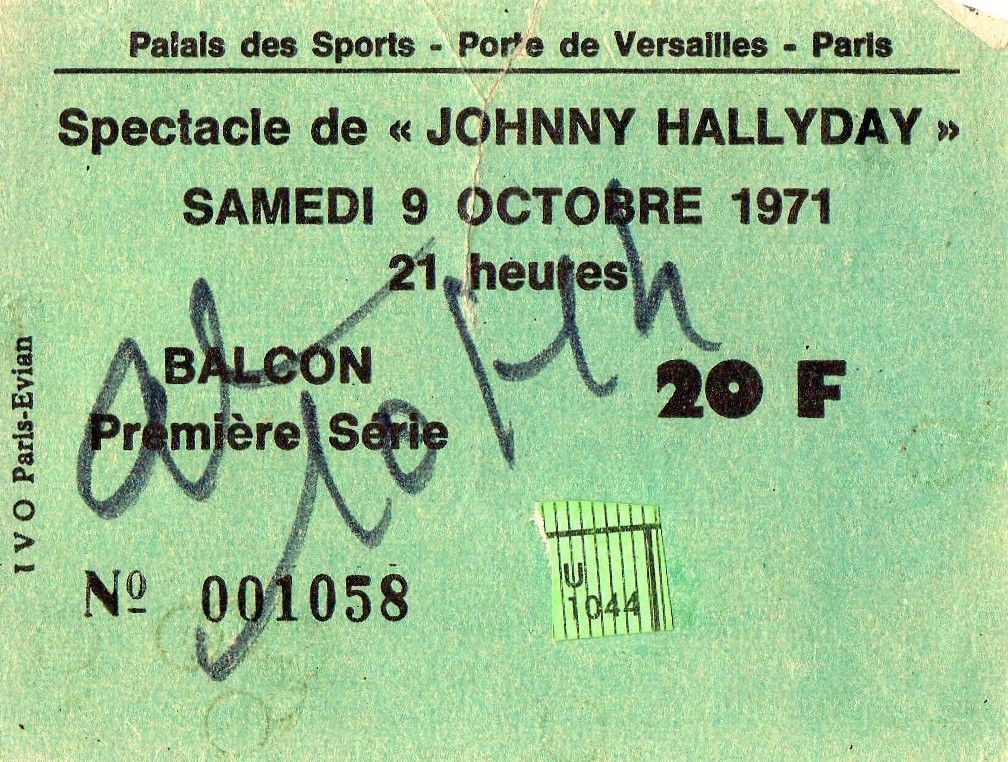 Palais des Sports - Porte de Versailles - Paris
Spectacle de « JOHNNY HALLYDAY »
SAMEDI 9 OCTOBRE 1971
21 heures
BALCON
Première Série
20 F
Nº 001058
U
1044
I V O Paris-Evian